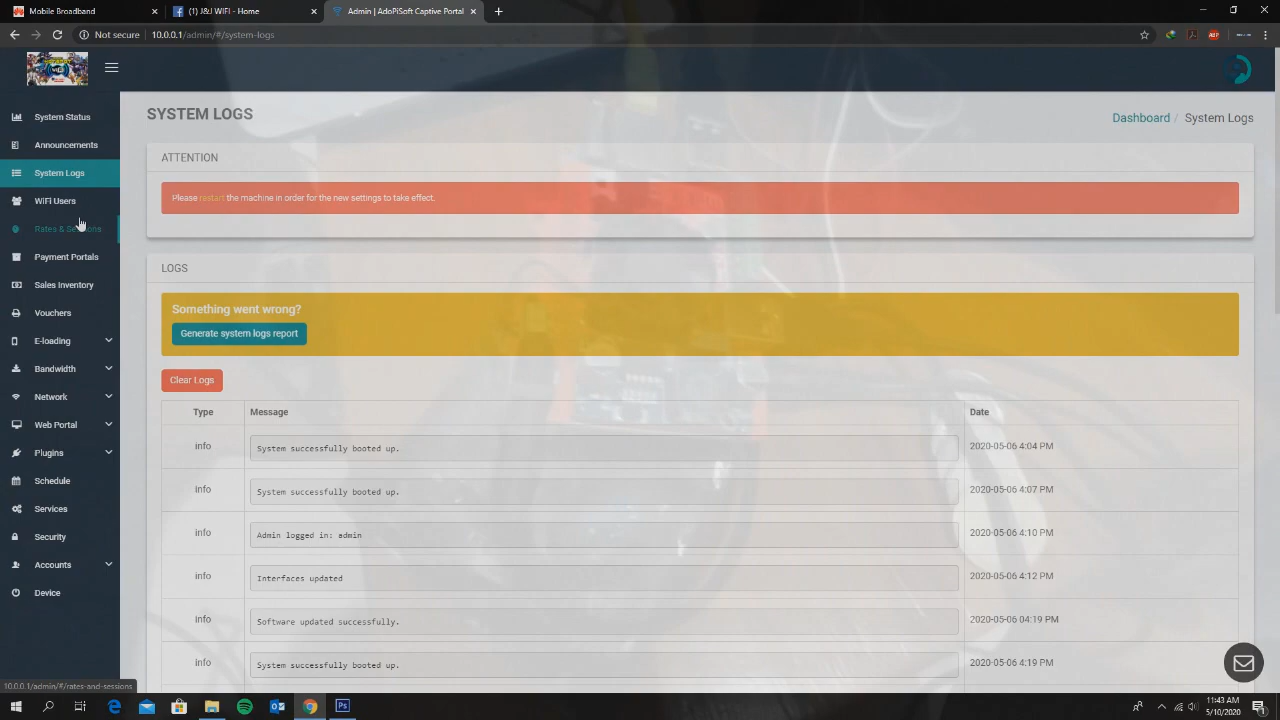 Mobile Broadband
(1) J&J WiFi - Home
Admin | AdoPiSoft Captive Portal
Not secure
10.0.0.1/admin/#/system-logs
System Status
Announcements
System Logs
WiFi Users
Rates & Sessions
Payment Portals
Sales Inventory
Vouchers
E-loading
Bandwidth
Network
Web Portal
Plugins
Schedule
Services
Security
Accounts
Device
SYSTEM LOGS
Dashboard / System Logs
ATTENTION
Please restart the machine in order for the new settings to take effect.
LOGS
Something went wrong?
Generate system logs report
Clear Logs
Type Message Date
info System successfully booted up. 2020-05-06 4:04 PM
info System successfully booted up. 2020-05-06 4:07 PM
info Admin logged in: admin 2020-05-06 4:10 PM
info Interfaces updated 2020-05-06 4:12 PM
info Software updated successfully. 2020-05-06 04:19 PM
info System successfully booted up. 2020-05-06 4:19 PM
10.0.0.1/admin/#/rates-and-sessions
11:43 AM
5/10/2020